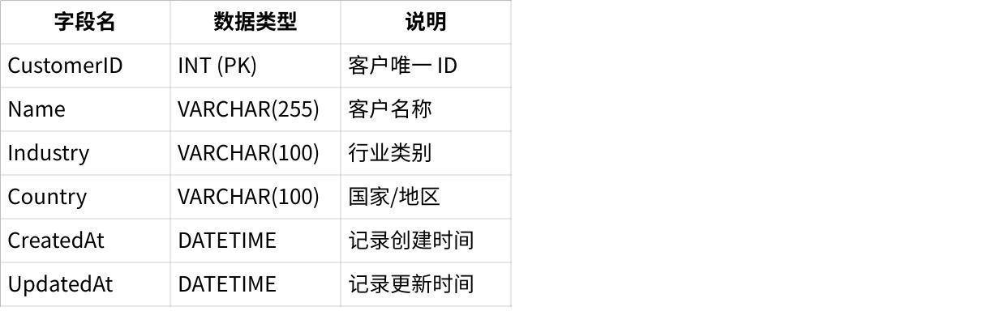 字段名 数据类型 说明
CustomerID INT (PK) 客户唯一 ID
Name VARCHAR(255) 客户名称
Industry VARCHAR(100) 行业类别
Country VARCHAR(100) 国家/地区
CreatedAt DATETIME 记录创建时间
UpdatedAt DATETIME 记录更新时间